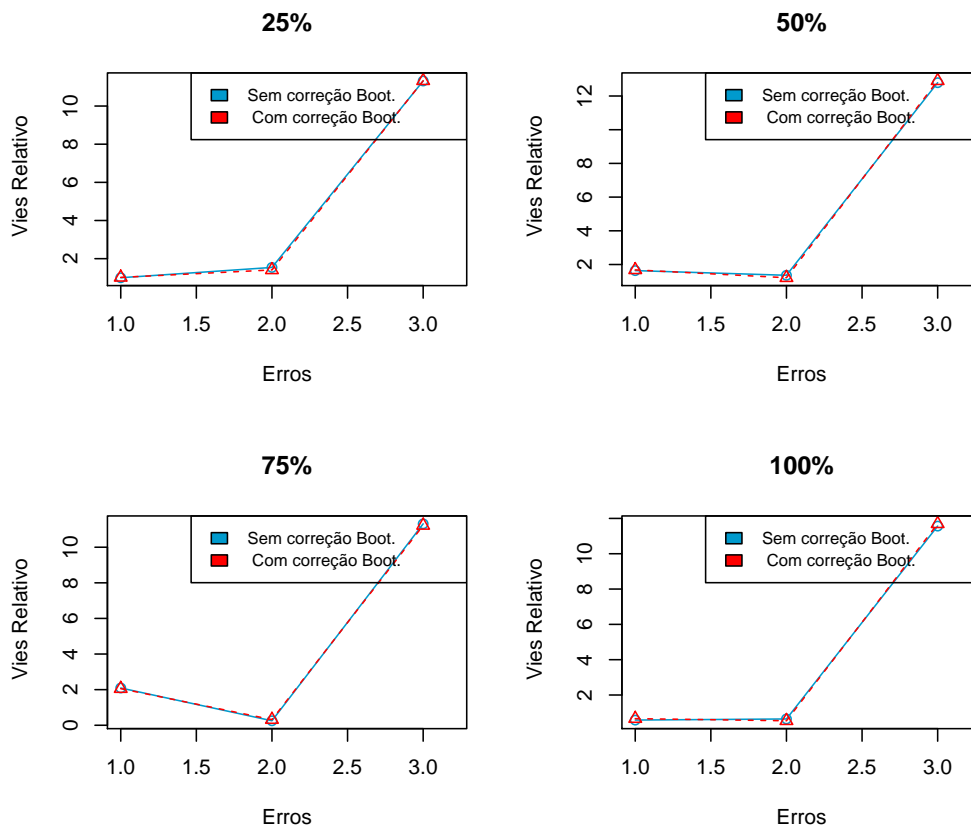 25%
Sem correção Boot.
Com correção Boot.
Vies Relativo
10
8
6
4
2
1.0 1.5 2.0 2.5 3.0
Erros
50%
Sem correção Boot.
Com correção Boot.
Vies Relativo
12
8
6
4
2
1.0 1.5 2.0 2.5 3.0
Erros
75%
Sem correção Boot.
Com correção Boot.
Vies Relativo
10
8
6
4
2
0
1.0 1.5 2.0 2.5 3.0
Erros
100%
Sem correção Boot.
Com correção Boot.
Vies Relativo
10
8
6
4
2
1.0 1.5 2.0 2.5 3.0
Erros